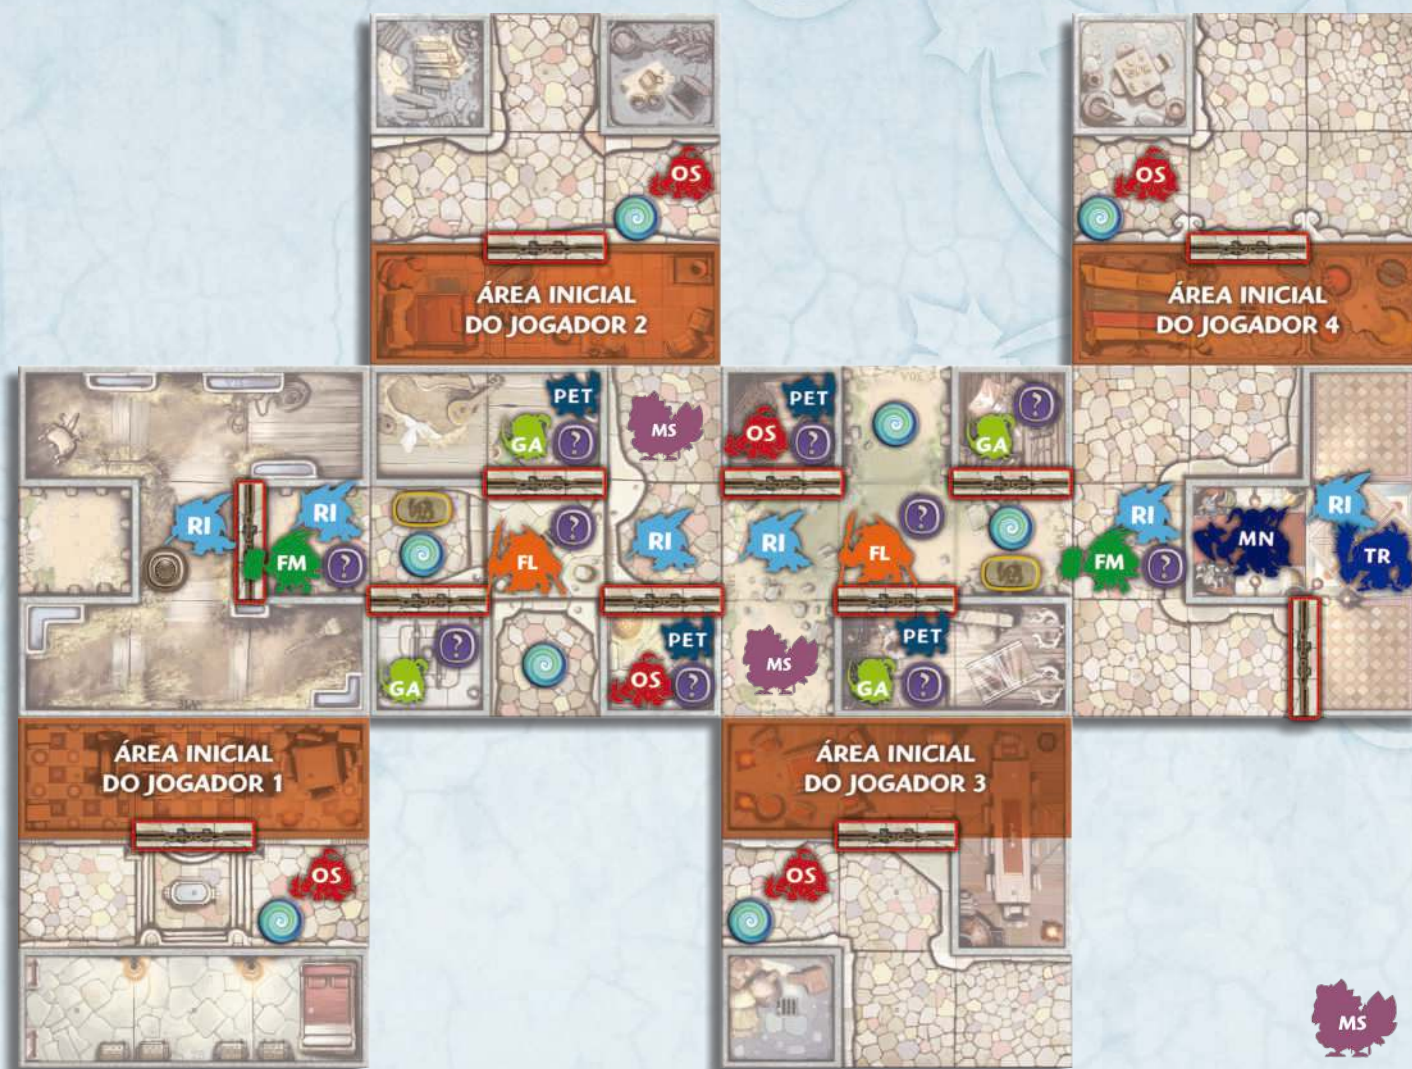 OS
OS
ÁREA INICIAL
DO JOGADOR 2
ÁREA INICIAL
DO JOGADOR 4
PET
GA
?
MS
PET
OS
?
?
GA
RI
RI
FM
?
?
FL
RI
RI
?
FL
RI
FM
?
MN
RI
TR
?
GA
PET
OS
?
MS
PET
GA
?
ÁREA INICIAL
DO JOGADOR 1
ÁREA INICIAL
DO JOGADOR 3
OS
OS
MS